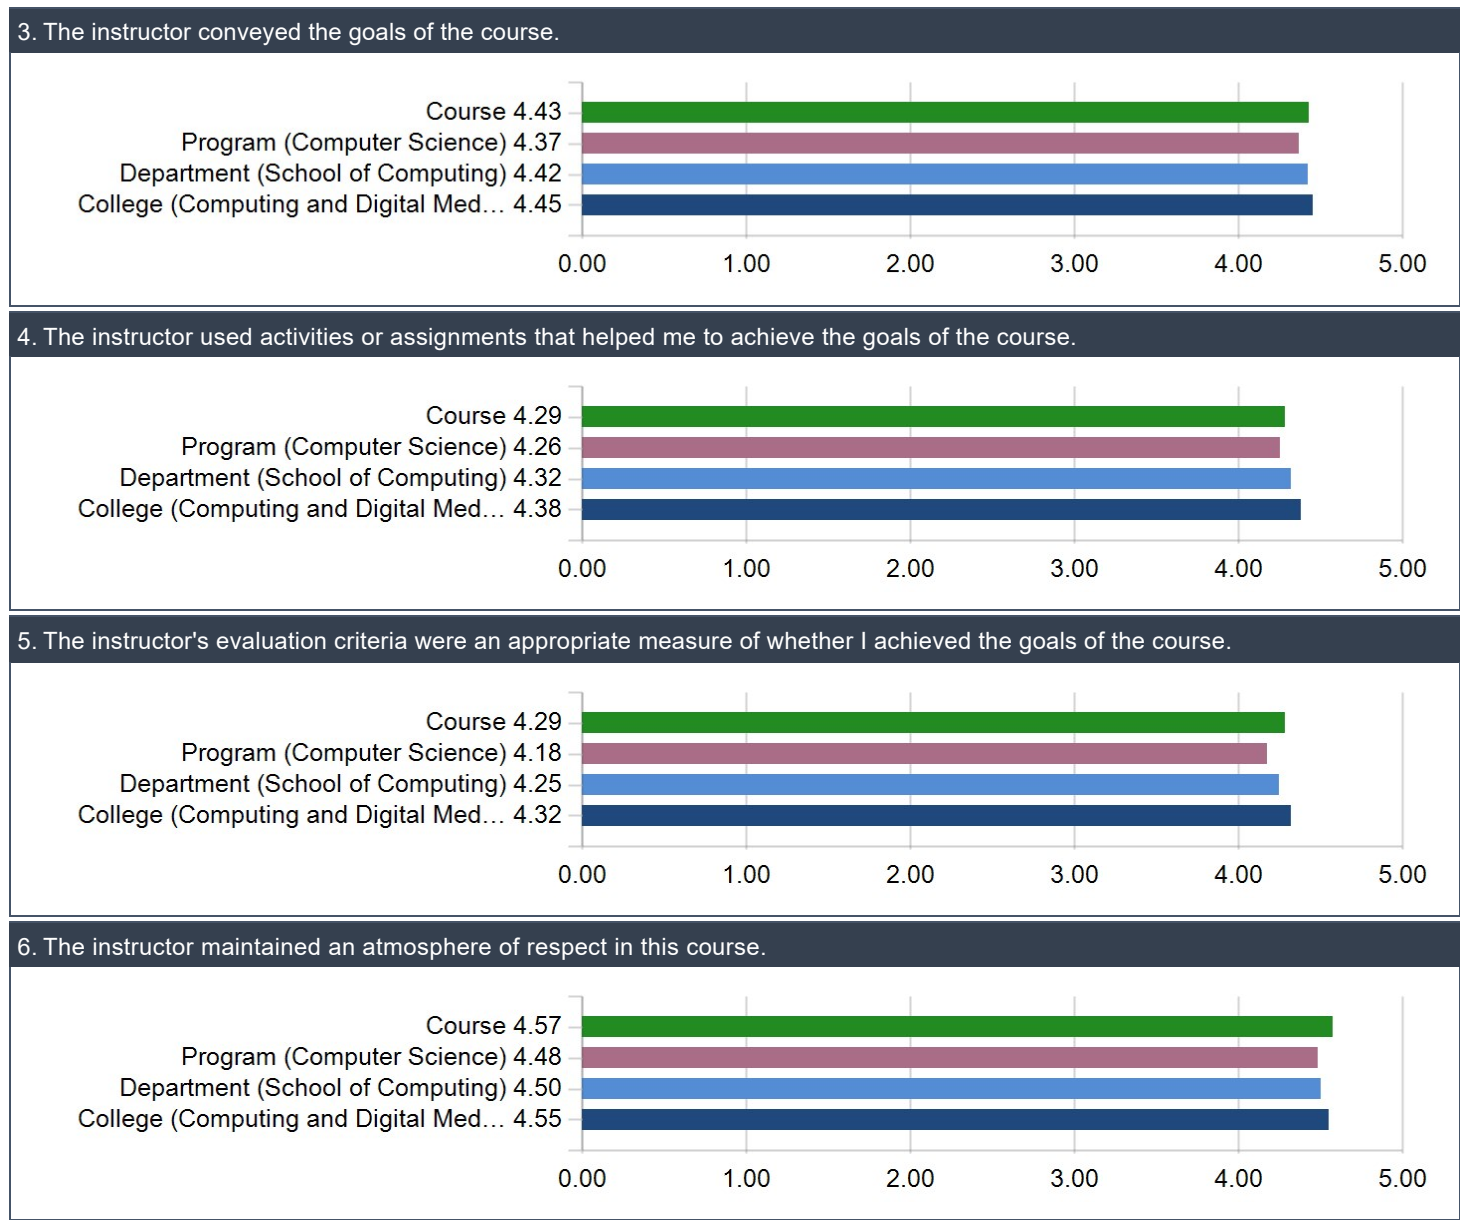 3. The instructor conveyed the goals of the course.
Course 4.43
Program (Computer Science) 4.37
Department (School of Computing) 4.42
College (Computing and Digital Med... 4.45
0.00 1.00 2.00 3.00 4.00 5.00
4. The instructor used activities or assignments that helped me to achieve the goals of the course.
Course 4.29
Program (Computer Science) 4.26
Department (School of Computing) 4.32
College (Computing and Digital Med... 4.38
0.00 1.00 2.00 3.00 4.00 5.00
5. The instructor's evaluation criteria were an appropriate measure of whether I achieved the goals of the course.
Course 4.29
Program (Computer Science) 4.18
Department (School of Computing) 4.25
College (Computing and Digital Med... 4.32
0.00 1.00 2.00 3.00 4.00 5.00
6. The instructor maintained an atmosphere of respect in this course.
Course 4.57
Program (Computer Science) 4.48
Department (School of Computing) 4.50
College (Computing and Digital Med... 4.55
0.00 1.00 2.00 3.00 4.00 5.00